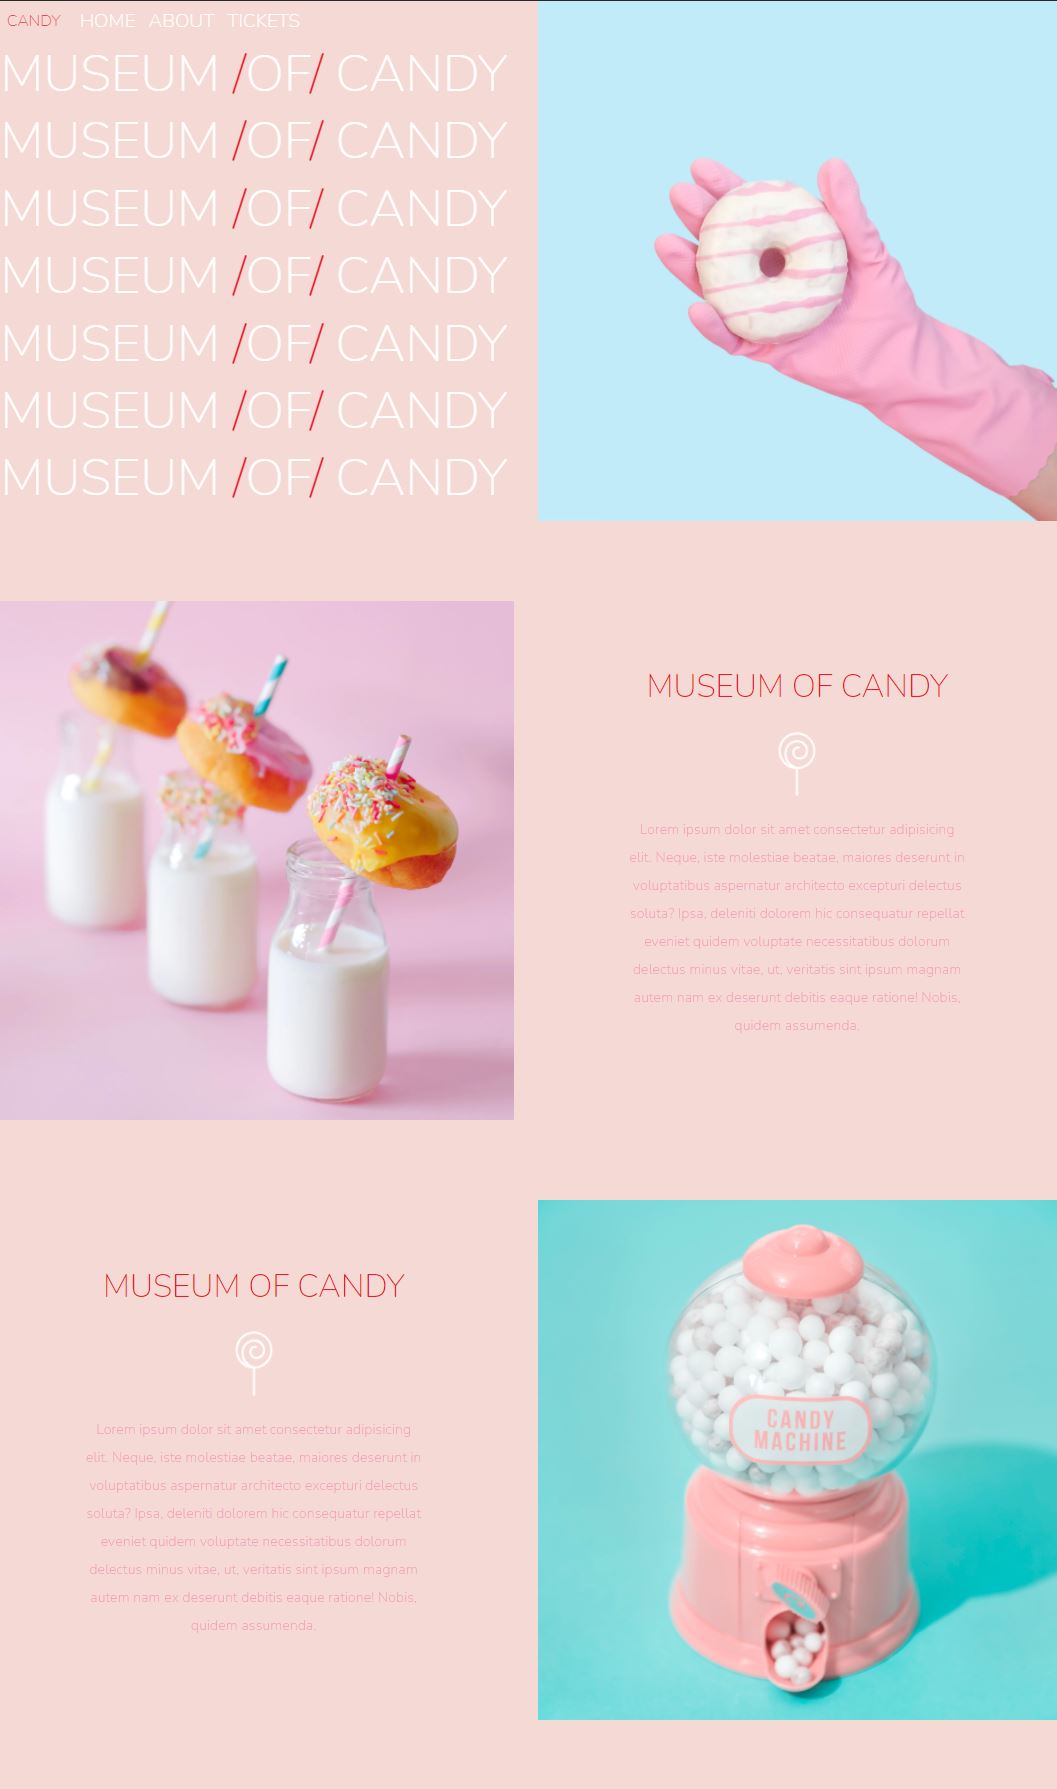 CANDY HOME ABOUT TICKETS
MUSEUM /OF/ CANDY
MUSEUM /OF/ CANDY
MUSEUM /OF/ CANDY
MUSEUM /OF/ CANDY
MUSEUM /OF/ CANDY
MUSEUM /OF/ CANDY
MUSEUM /OF/ CANDY
MUSEUM OF CANDY
Lorem ipsum dolor sit amet consectetur adipisicing
elit. Neque, iste molestiae beatae, maiores deserunt in
voluptatibus aspernatur architecto excepturi delectus
soluta? Ipsa, deleniti dolorem hic consequatur repellat
eveniet quidem voluptate necessitatibus dolorum
delectus minus vitae, ut, veritatis sint ipsum magnam
autem nam ex deserunt debitis eaque ratione! Nobis,
quidem assumenda.
MUSEUM OF CANDY
Lorem ipsum dolor sit amet consectetur adipisicing
elit. Neque, iste molestiae beatae, maiores deserunt in
voluptatibus aspernatur architecto excepturi delectus
soluta? Ipsa, deleniti dolorem hic consequatur repellat
eveniet quidem voluptate necessitatibus dolorum
delectus minus vitae, ut, veritatis sint ipsum magnam
autem nam ex deserunt debitis eaque ratione! Nobis,
quidem assumenda.
CANDY
MACHINE